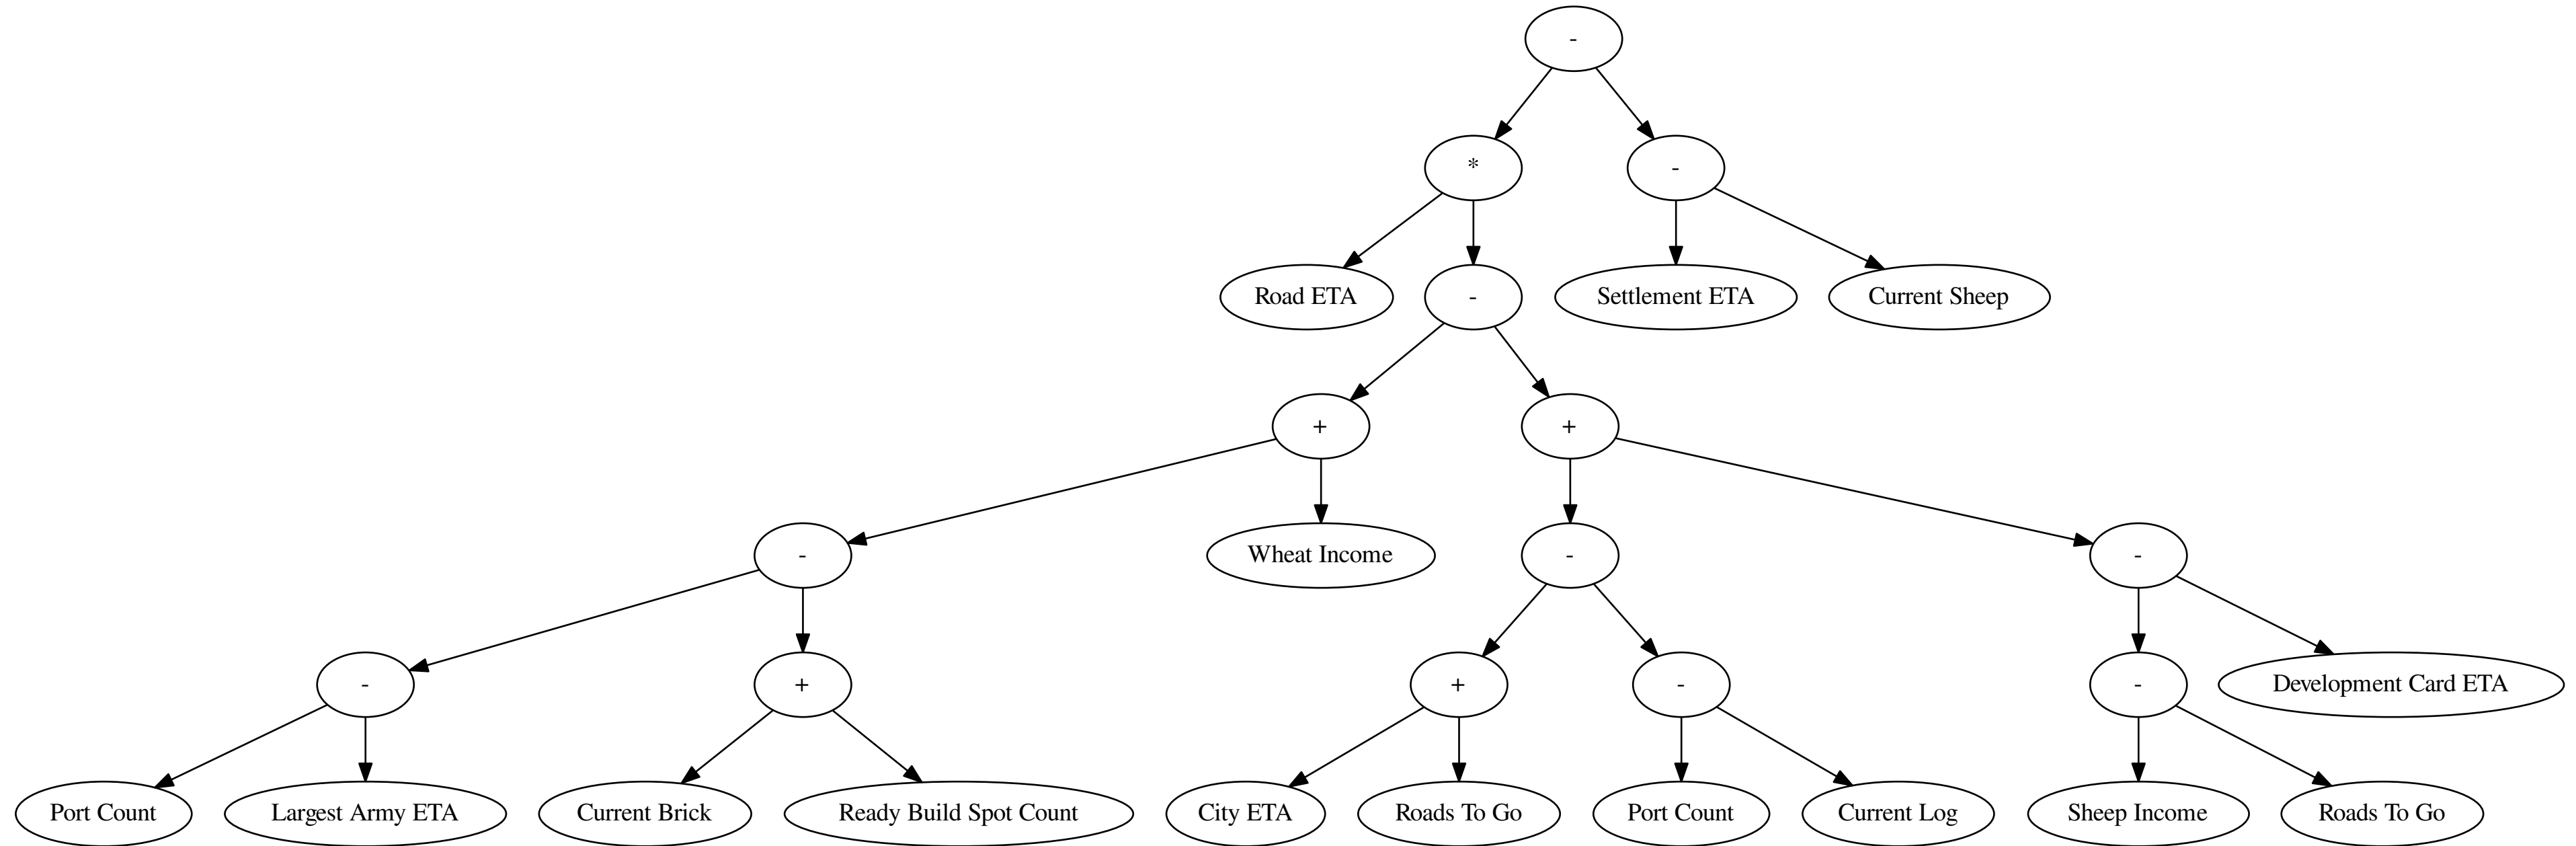 -
*
-
Road ETA
-
Settlement ETA
Current Sheep
+
+
-
Wheat Income
-
-
-
+
+
-
-
Development Card ETA
Port Count
Largest Army ETA
Current Brick
Ready Build Spot Count
City ETA
Roads To Go
Port Count
Current Log
Sheep Income
Roads To Go